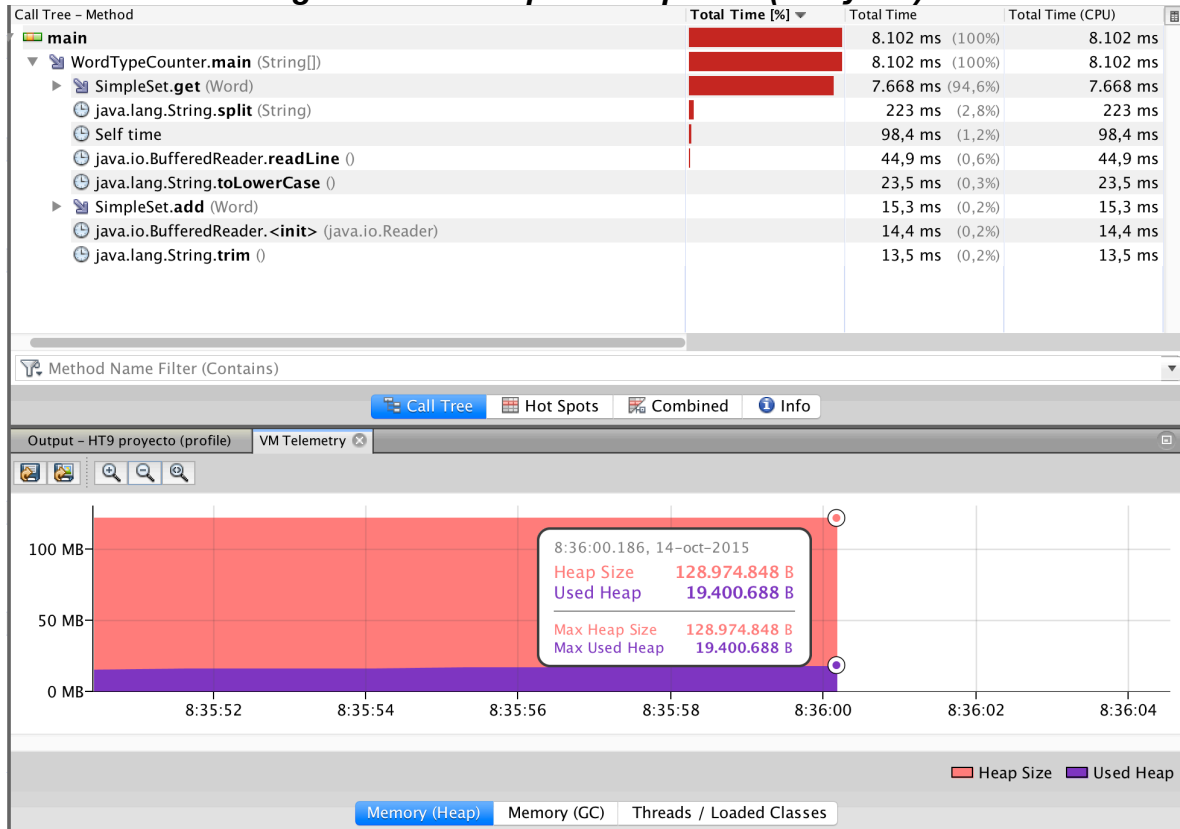 Call Tree – Method Total Time [%] Total Time Total Time (CPU)
main 8.102 ms (100%) 8.102 ms
WordTypeCounter.main (String[]) 8.102 ms (100%) 8.102 ms
SimpleSet.get (Word) 7.668 ms (94,6%) 7.668 ms
java.lang.String.split (String) 223 ms (2,8%) 223 ms
Self time 98,4 ms (1,2%) 98,4 ms
java.io.BufferedReader.readLine () 44,9 ms (0,6%) 44,9 ms
java.lang.String.toLowerCase () 23,5 ms (0,3%) 23,5 ms
SimpleSet.add (Word) 15,3 ms (0,2%) 15,3 ms
java.io.BufferedReader.<init> (java.io.Reader) 14,4 ms (0,2%) 14,4 ms
java.lang.String.trim () 13,5 ms (0,2%) 13,5 ms
Method Name Filter (Contains)
Call Tree Hot Spots Combined Info
Output – HT9 proyecto (profile) VM Telemetry
100 MB
50 MB
0 MB
8:36:00.186, 14-oct-2015
Heap Size 128.974.848 B
Used Heap 19.400.688 B
Max Heap Size 128.974.848 B
Max Used Heap 19.400.688 B
8:35:52 8:35:54 8:35:56 8:35:58 8:36:00 8:36:02 8:36:04
Heap Size Used Heap
Memory (Heap) Memory (GC) Threads / Loaded Classes